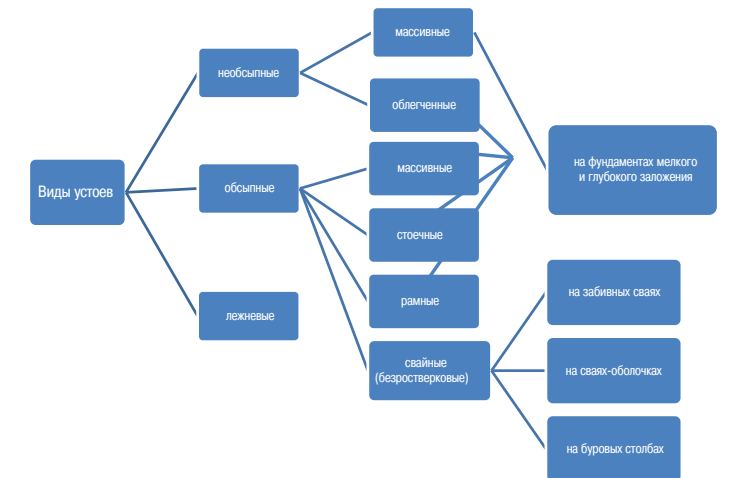 Виды устоев
необсыпные
обсыпные
лежневые
массивные
облегченные
массивные
стоечные
рамные
свайные
(безростверковые)
на фундаментах мелкого
и глубокого заложения
на забивных сваях
на сваях-оболочках
на буровых столбах